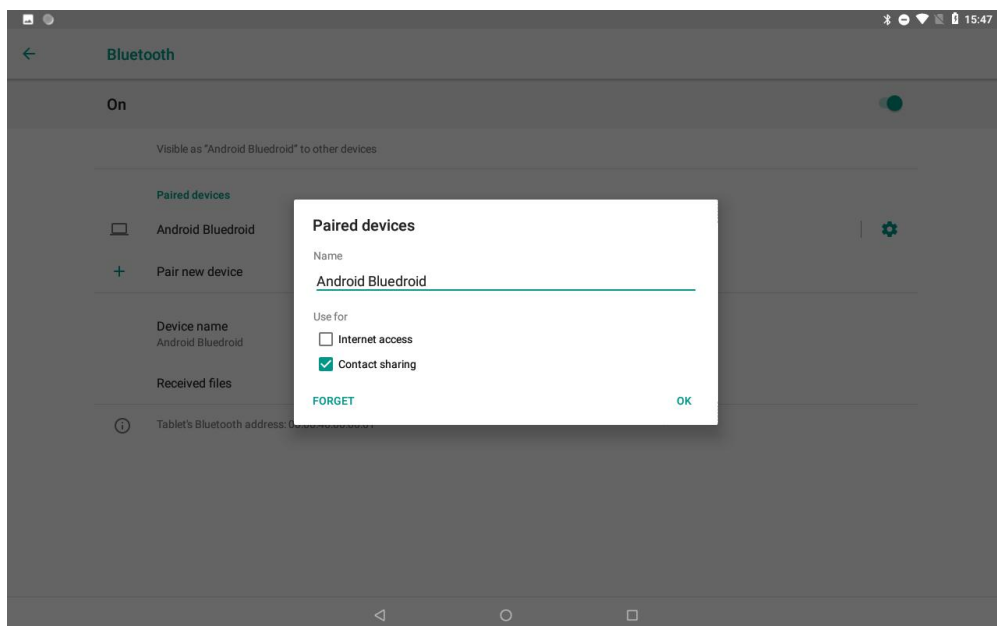 15:47
Bluetooth
On
Visible as "Android Bluedroid" to other devices
Paired devices
Android Bluedroid
Pair new device
Device name
Android Bluedroid
Received files
Tablet's Bluetooth address:
Paired devices
Name
Android Bluedroid
Use for
Internet access
Contact sharing
FORGET
OK